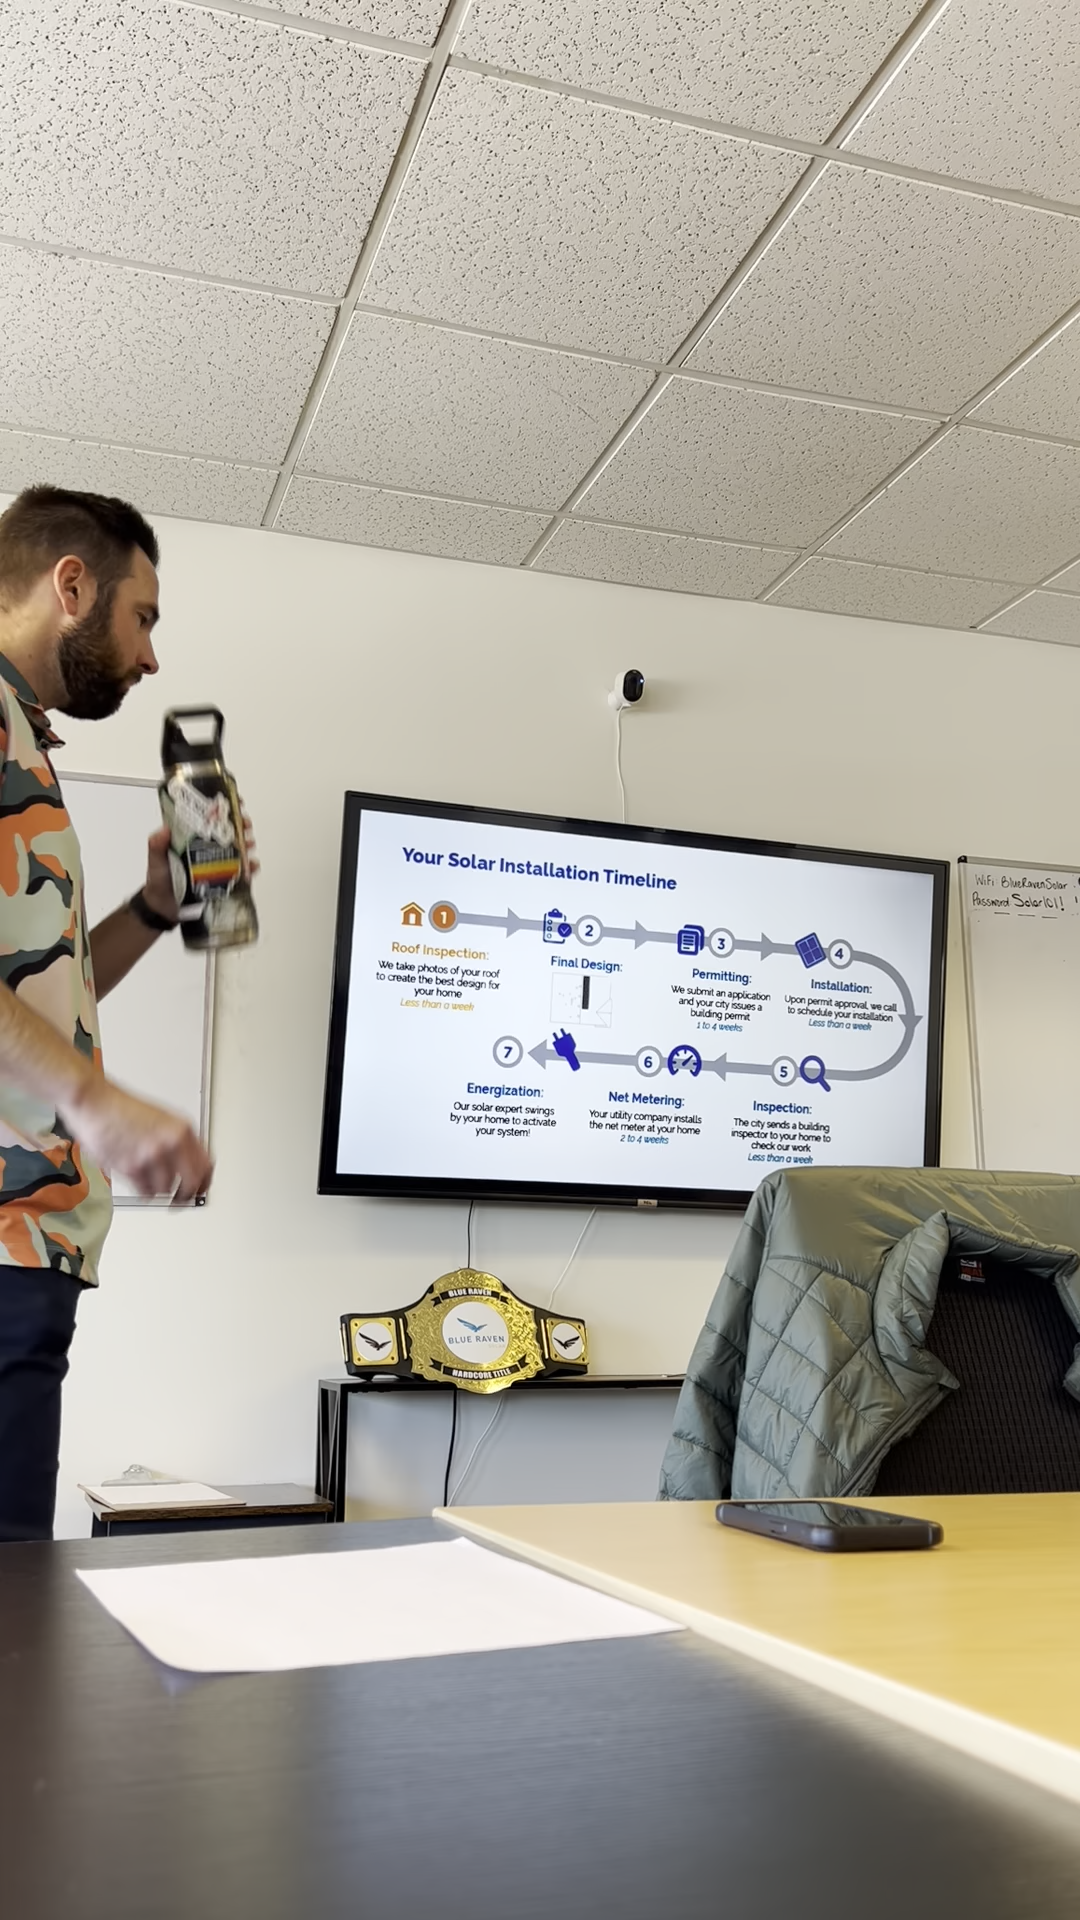 Your Solar Installation Timeline
1
2
3
4
Roof Inspection:
We take photos of your roof
to create the best design for
your home
Less than a week
Final Design:
Permitting:
We submit an application
and your city issues a
building permit
1 to 4 weeks
Installation:
Upon permit approval, we call
to schedule your installation
Less than a week
7
6
5
Energization:
Our solar expert swings
by your home to activate
your system!
Net Metering:
Your utility company installs
the net meter at your home
2 to 4 weeks
Inspection:
The city sends a building
inspector to your home to
check our work
Less than a week
WiFi: BlueRavenSolar
Password Solar101!
BLUE RAVEN
BLUE RAVEN
HARDCORE TITLE